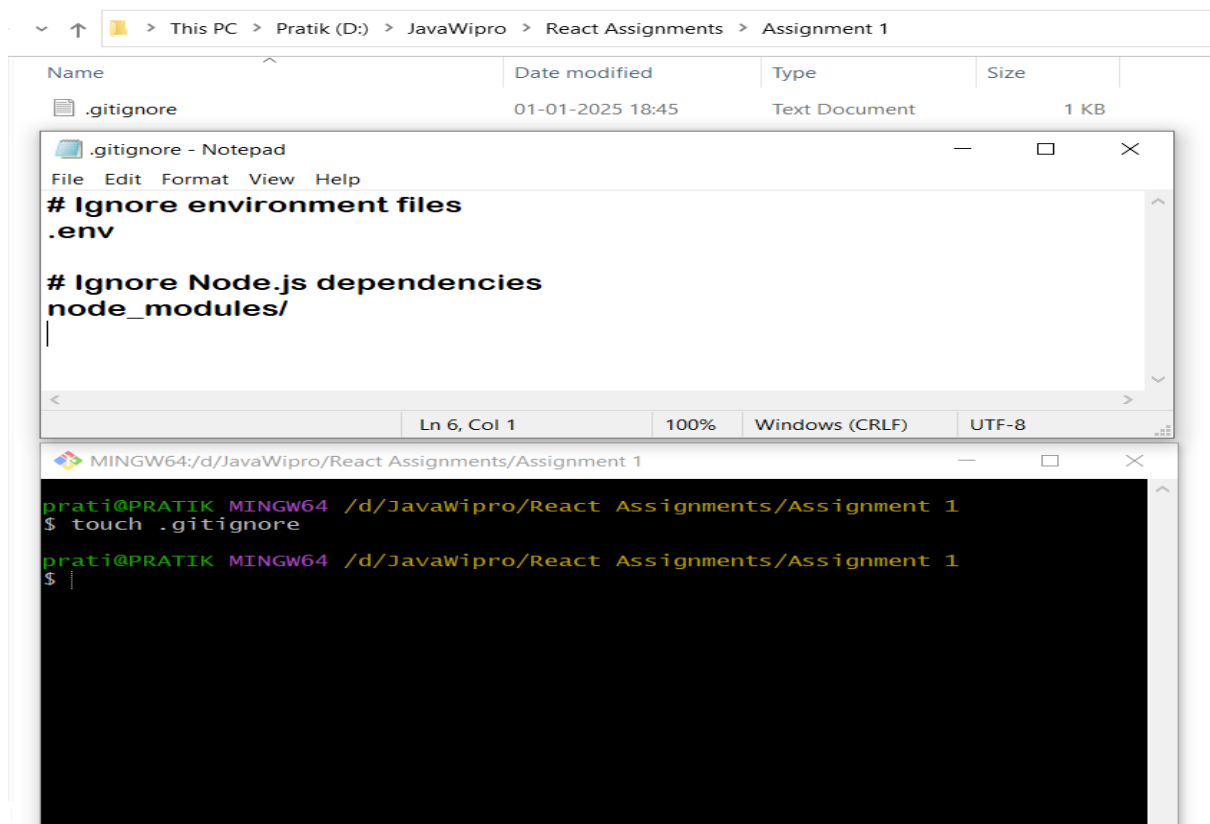 This PC > Pratik (D:) > JavaWipro > React Assignments > Assignment 1
Name Date modified Type Size
.gitignore 01-01-2025 18:45 Text Document 1 KB
.gitignore - Notepad
File Edit Format View Help
# Ignore environment files
.env
# Ignore Node.js dependencies
node_modules/
Ln 6, Col 1 100% Windows (CRLF) UTF-8
MINGW64:/d/JavaWipro/React Assignments/Assignment 1
prati@PRATIK MINGW64 /d/JavaWipro/React Assignments/Assignment 1
$ touch .gitignore
prati@PRATIK MINGW64 /d/JavaWipro/React Assignments/Assignment 1
$